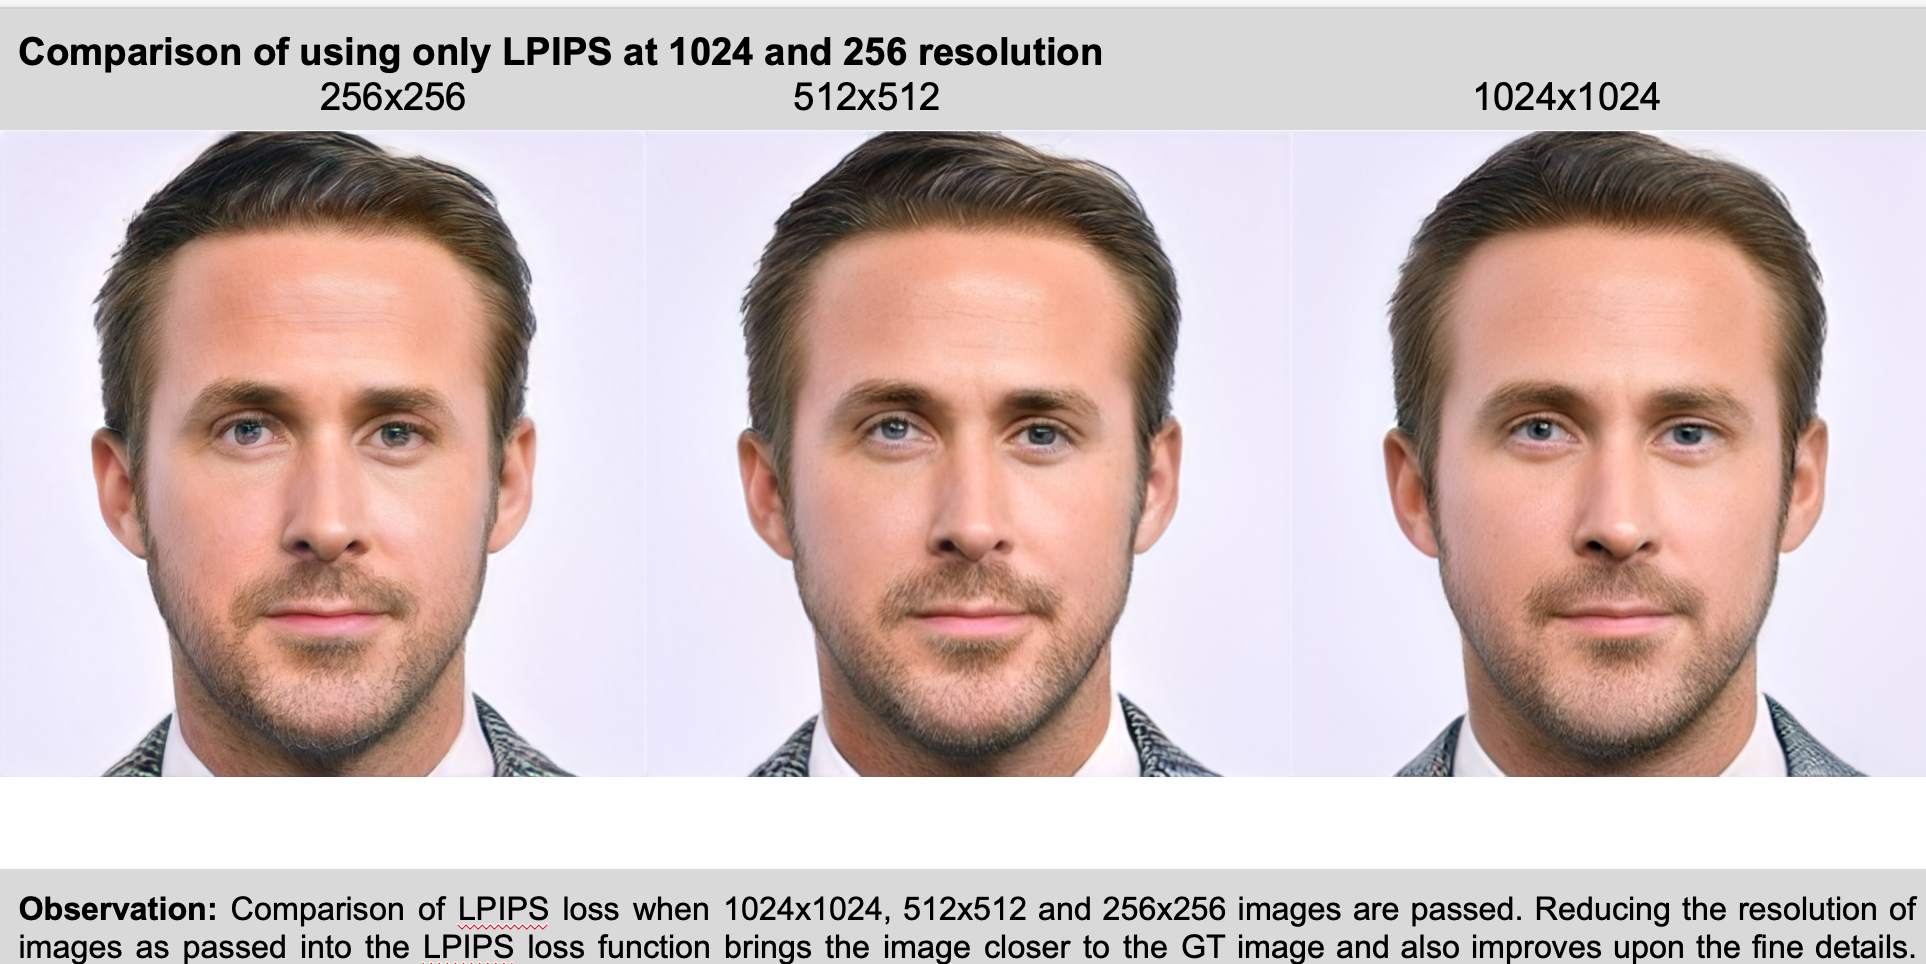 Comparison of using only LPIPS at 1024 and 256 resolution
256x256 512x512 1024x1024
Observation: Comparison of LPIPS loss when 1024x1024, 512x512 and 256x256 images are passed. Reducing the resolution of
images as passed into the LPIPS loss function brings the image closer to the GT image and also improves upon the fine details.